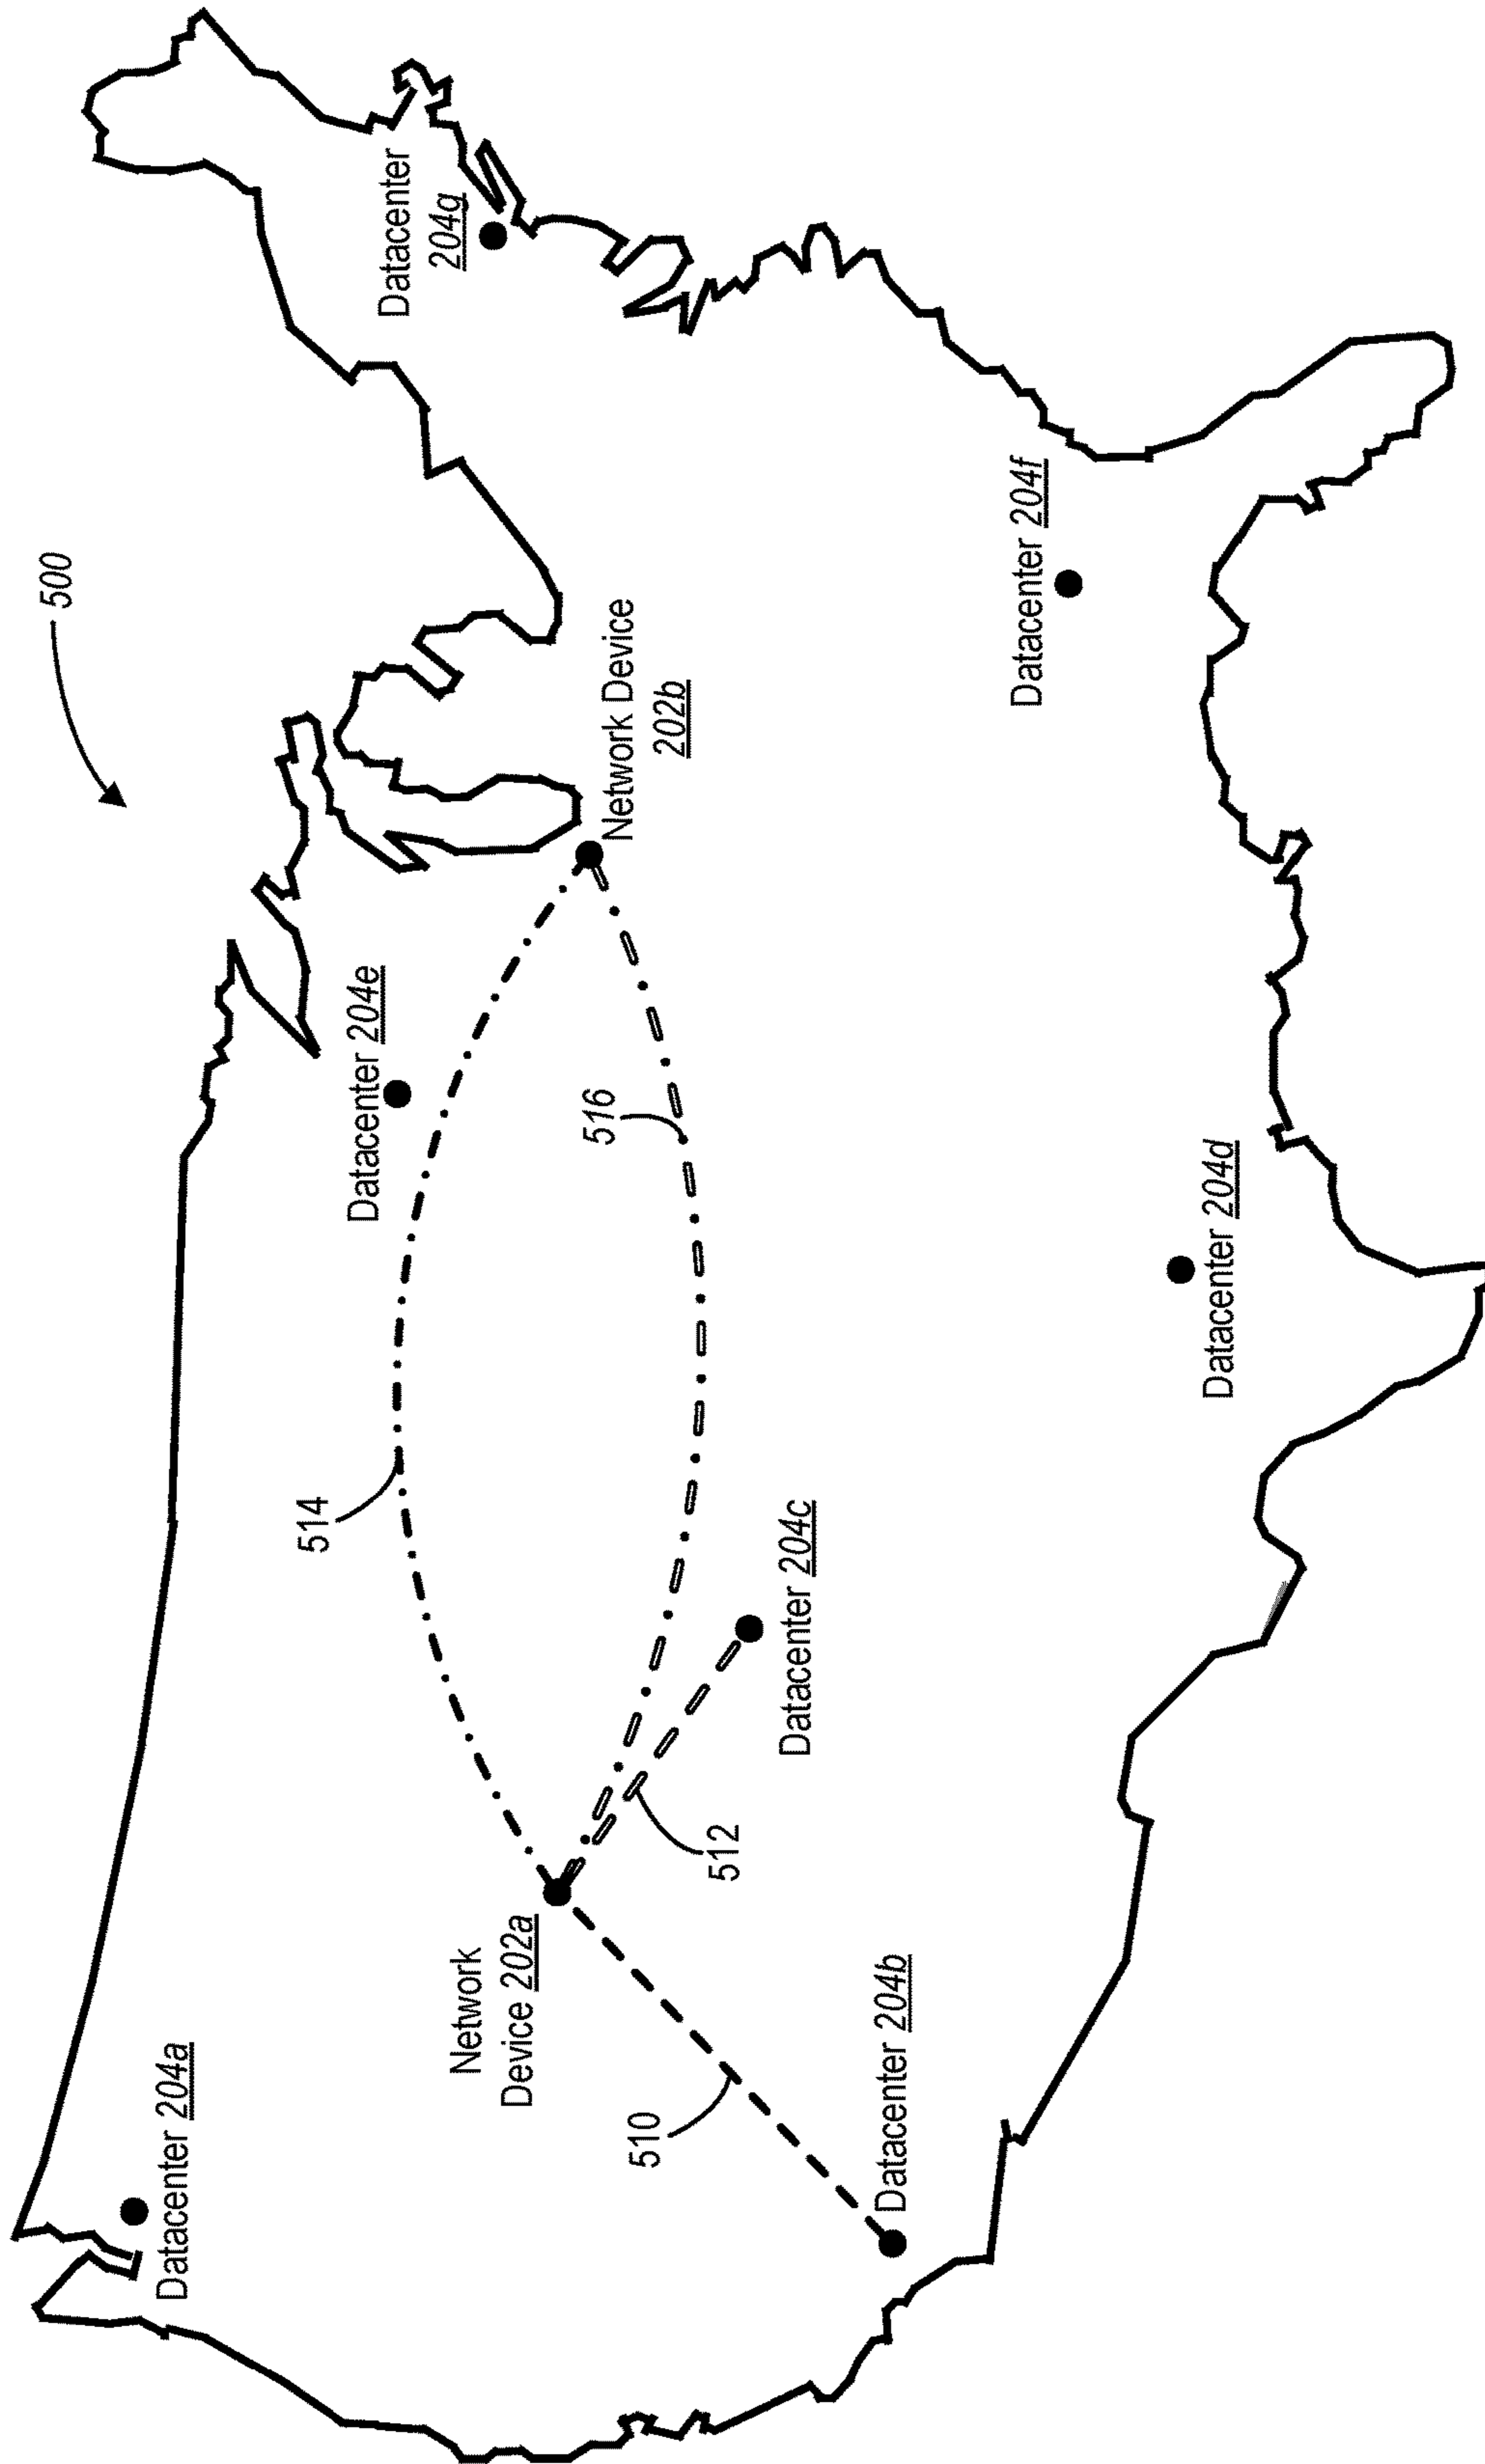 500
Datacenter 204a
Datacenter
204g
514
Datacenter 204e
Network
Device 202a
516
Network Device
202b
510
512
Datacenter 204c
Datacenter 204b
Datacenter 204f
Datacenter 204d